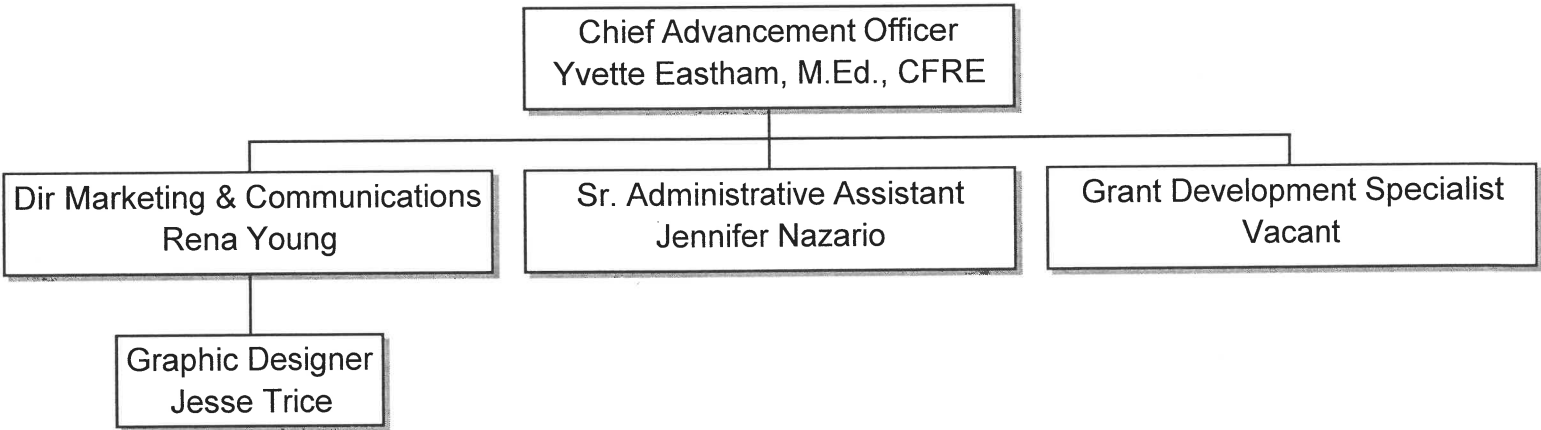 Chief Advancement Officer
Yvette Eastham, M.Ed., CFRE
Dir Marketing & Communications
Rena Young
Sr. Administrative Assistant
Jennifer Nazario
Grant Development Specialist
Vacant
Graphic Designer
Jesse Trice